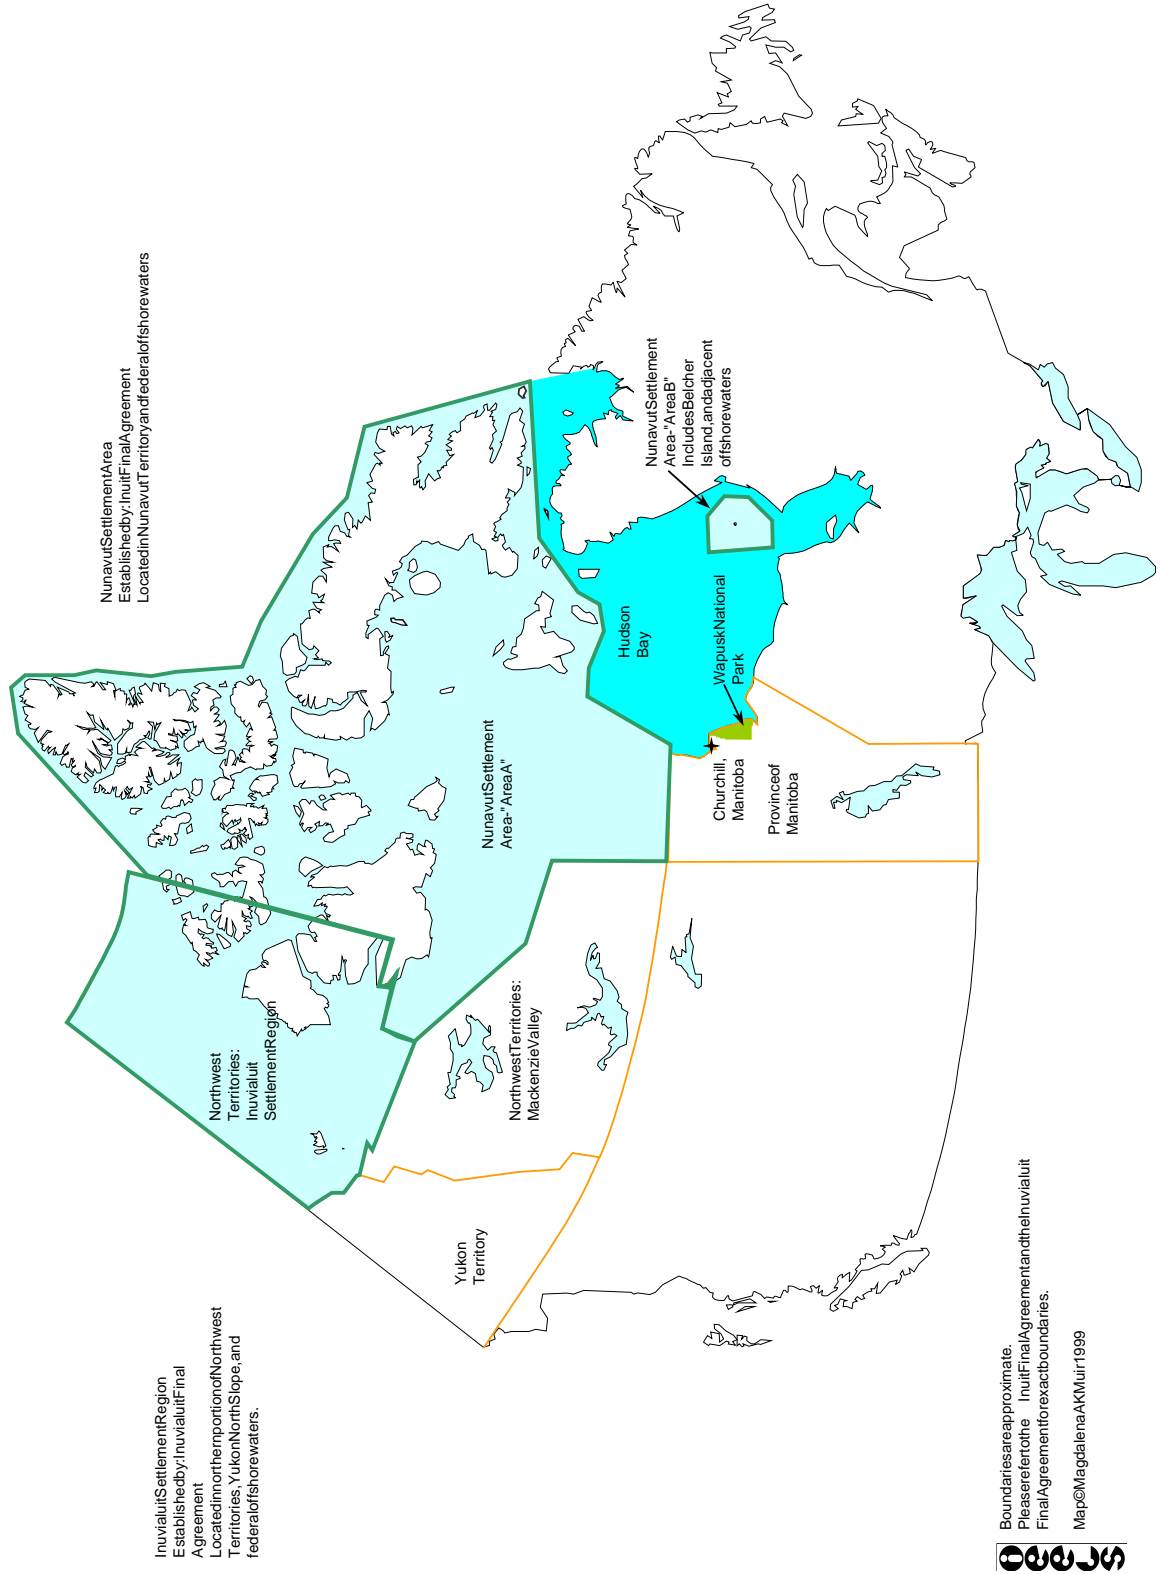 InuvialuitSettlementRegion
Establishedby:InuvialuitFinal
Agreement
LocatedinnorthernportionofNorthwest
Territories,YukonNorthSlope,and
federaloffshorewaters.
NunavutSettlementArea
Establishedby:InuitFinalAgreement
LocatedinNunavutTerritoryandfederaloffshorewaters
Northwest
Territories:
Inuvialuit
SettlementRegion
Yukon
Territory
NorthwestTerritories:
MackenzieValley
NunavutSettlement
Area-"AreaA"
Hudson
Bay
NunavutSettlement
Area-"AreaB"
IncludesBelcher
Island,andadjacent
offshorewaters
WapuskNational
Park
Churchill,
Manitoba
Provinceof
Manitoba
Boundariesareapproximate.
Pleaserefertothe InuitFinalAgreementandtheInuvialuit
FinalAgreementforexactboundaries.
Map©MagdalenaAKMuir1999